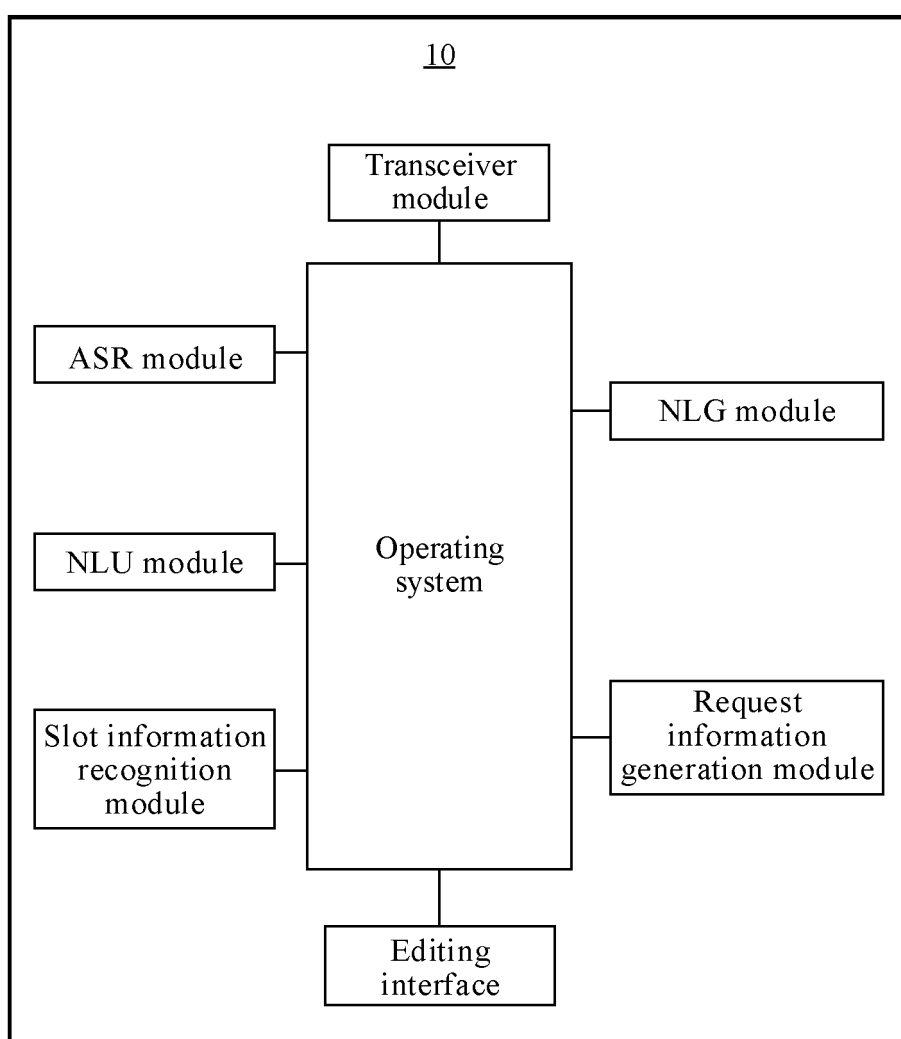 10
Transceiver
module
ASR module
NLG module
NLU module
Operating
system
Slot information
recognition
module
Request
information
generation module
Editing
interface